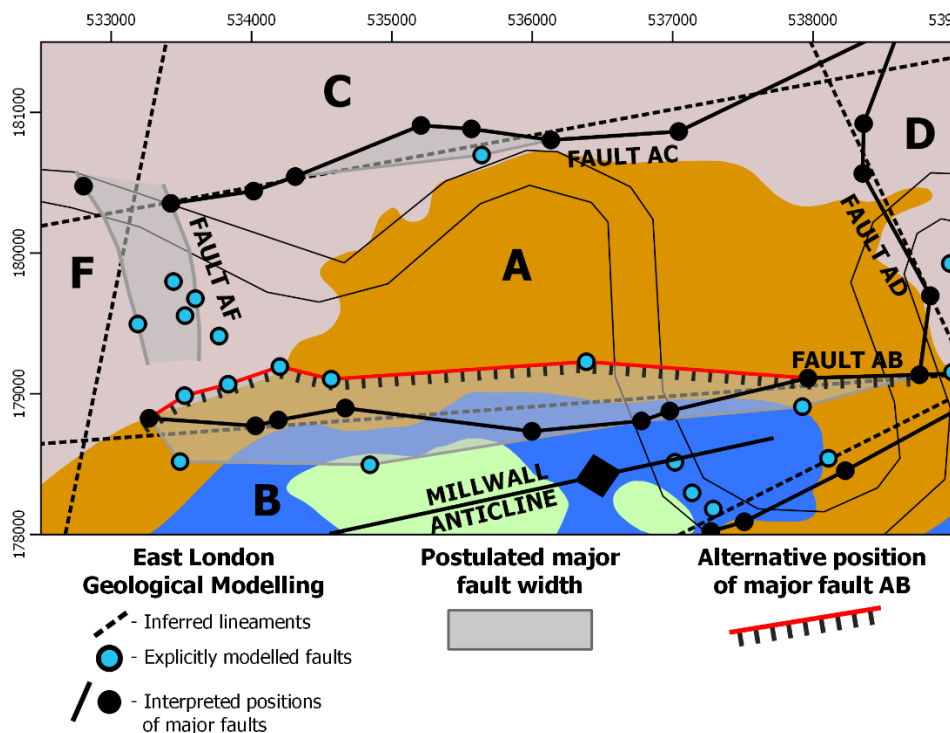 533000 534000 535000 536000 537000 538000 539
181000
180000
179000
178000
C
D
FAULT AC
FAULT AD
FAULT AF
F
A
FAULT AB
B
MILLWALL
ANTICLINE
East London
Geological Modelling
- Inferred lineaments
- Explicitly modelled faults
- Interpreted positions
of major faults
Postulated major
fault width
Alternative position
of major fault AB